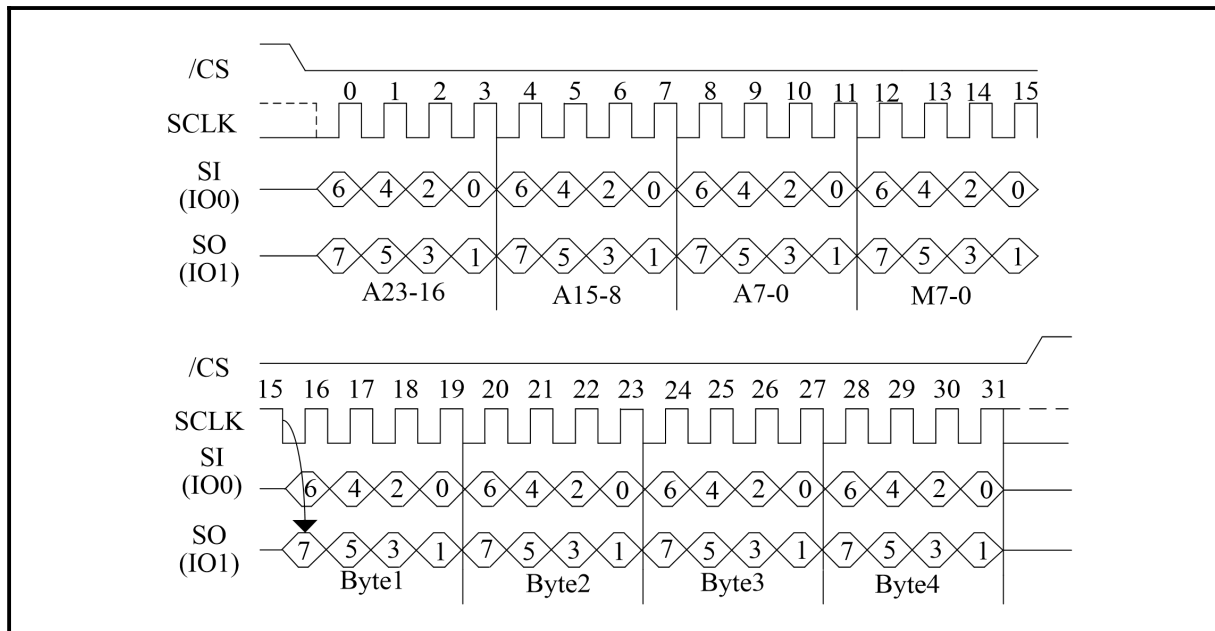 /CS
0 1 2 3 4 5 6 7 8 9 10 11 12 13 14 15
SCLK
SI
(IO0)
6 4 2 0 6 4 2 0 6 4 2 0 6 4 2 0
SO
(IO1)
7 5 3 1 7 5 3 1 7 5 3 1 7 5 3 1
A23-16 A15-8 A7-0 M7-0
/CS
15 16 17 18 19 20 21 22 23 24 25 26 27 28 29 30 31
SCLK
SI
(IO0)
6 4 2 0 6 4 2 0 6 4 2 0 6 4 2 0
SO
(IO1)
7 5 3 1 7 5 3 1 7 5 3 1 7 5 3 1
Byte1 Byte2 Byte3 Byte4